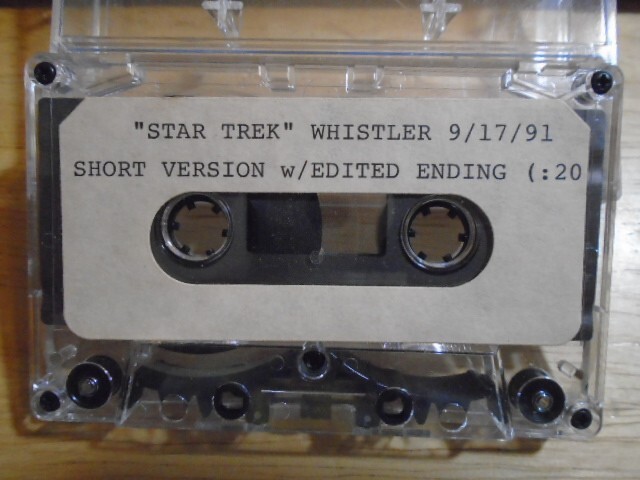 "STAR TREK" WHISTLER 9/17/91
SHORT VERSION w/EDITED ENDING (:20